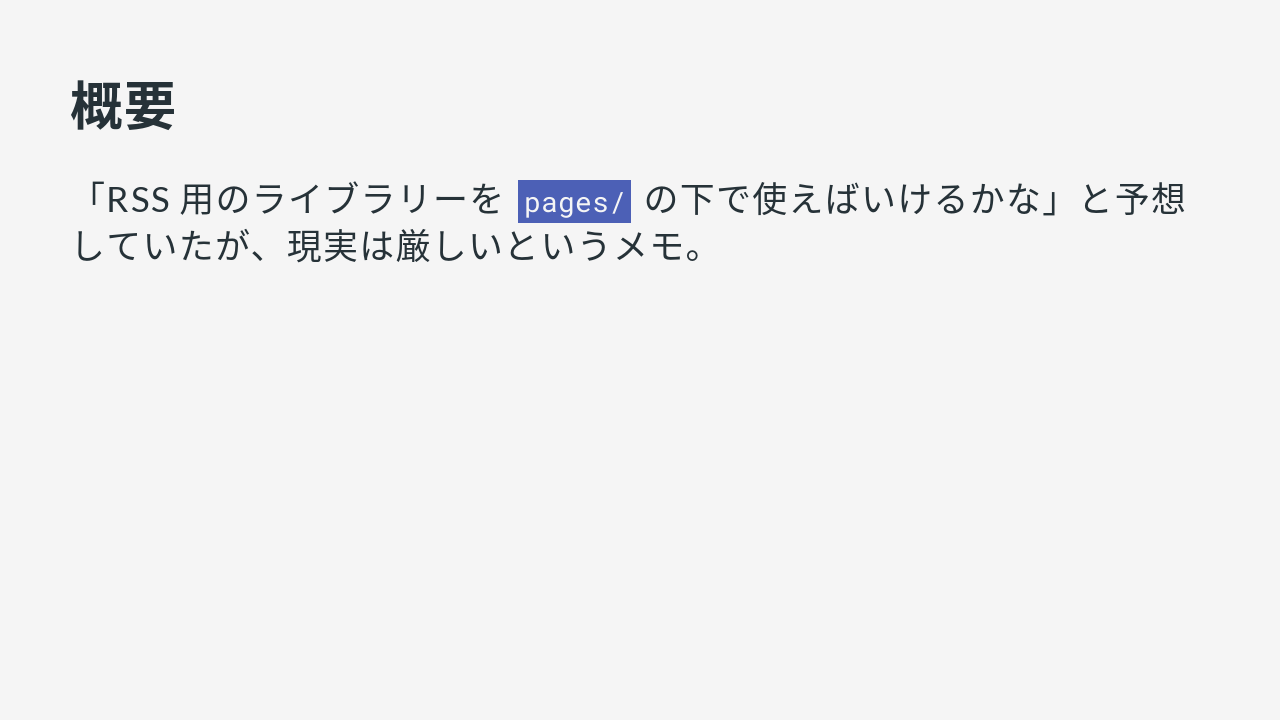 概要
「RSS 用のライブラリーを pages/ の下で使えばいけるかな」と予想
していたが、現実は厳しいというメモ。